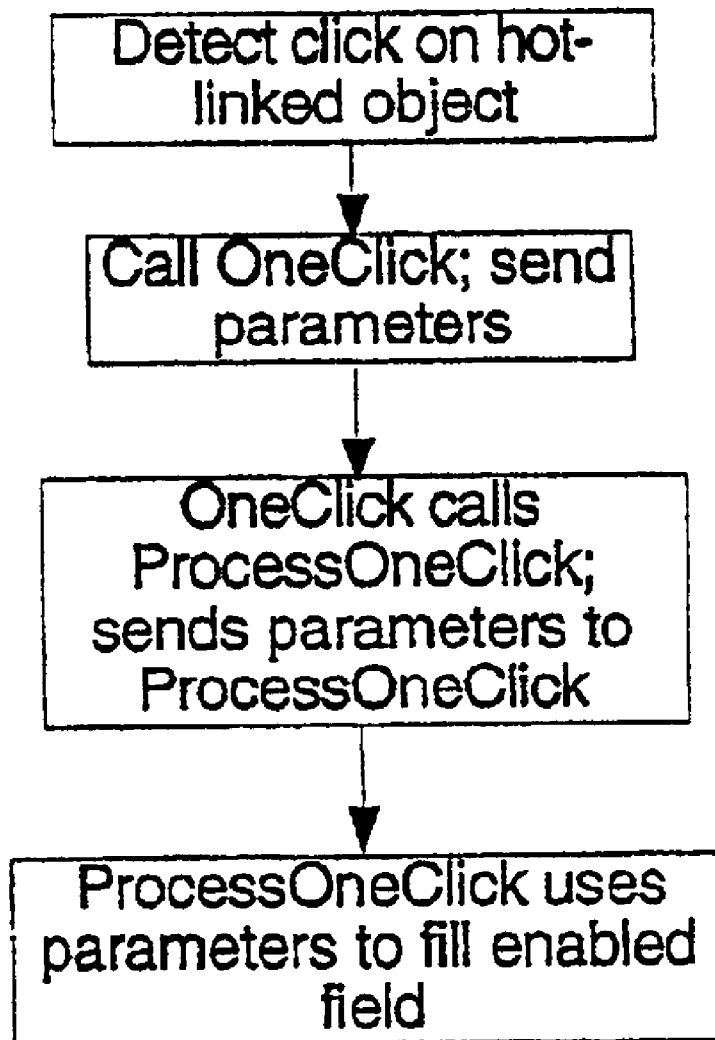 Detect click on hot-
linked object
Call OneClick; send
parameters
OneClick calls
ProcessOneClick;
sends parameters to
ProcessOneClick
ProcessOneClick uses
parameters to fill enabled
field